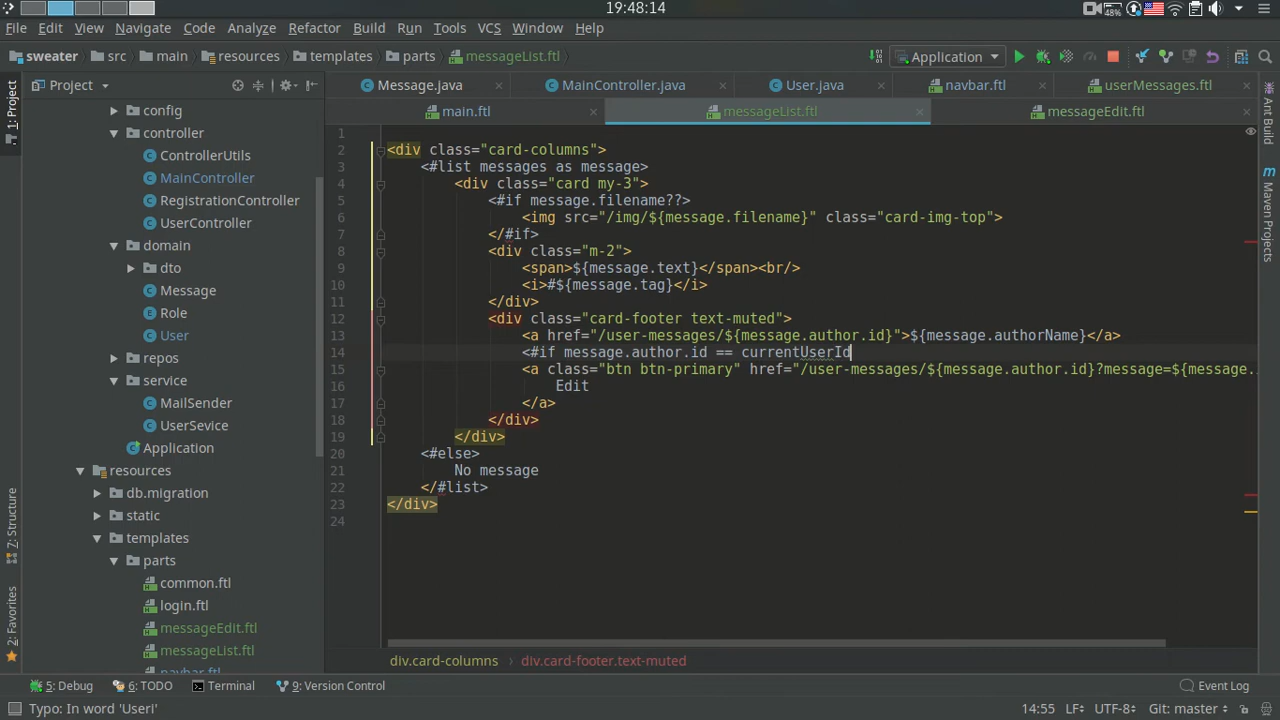 19:48:14
48%
File Edit View Navigate Code Analyze Refactor Build Run Tools VCS Window Help
sweater src main resources templates parts messageList.ftl Application
1: Project
Project
Message.java MainController.java User.java navbar.ftl userMessages.ftl
main.ftl messageList.ftl messageEdit.ftl
config
controller
ControllerUtils
MainController
RegistrationController
UserController
domain
dto
Message
Role
User
repos
service
MailSender
UserSevice
Application
resources
db.migration
static
templates
parts
common.ftl
login.ftl
messageEdit.ftl
messageList.ftl
navbar.ftl
1
2 <div class="card-columns">
3 <#list messages as message>
4 <div class="card my-3">
5 <#if message.filename??>
6 <img src="/img/${message.filename}" class="card-img-top">
7 </#if>
8 <div class="m-2">
9 <span>${message.text}</span><br/>
10 <i>#${message.tag}</i>
11 </div>
12 <div class="card-footer text-muted">
13 <a href="/user-messages/${message.author.id}">${message.authorName}</a>
14 <#if message.author.id == currentUserId
15 <a class="btn btn-primary" href="/user-messages/${message.author.id}?message=${message.
16 Edit
17 </a>
18 </div>
19 </div>
20 <#else>
21 No message
22 </#list>
23 </div>
24
Ant Build
m Maven Projects
7: Structure
2: Favorites
div.card-columns div.card-footer.text-muted
5: Debug 6: TODO Terminal 9: Version Control Event Log
Typo: In word 'Useri' 14:55 LF UTF-8 Git: master